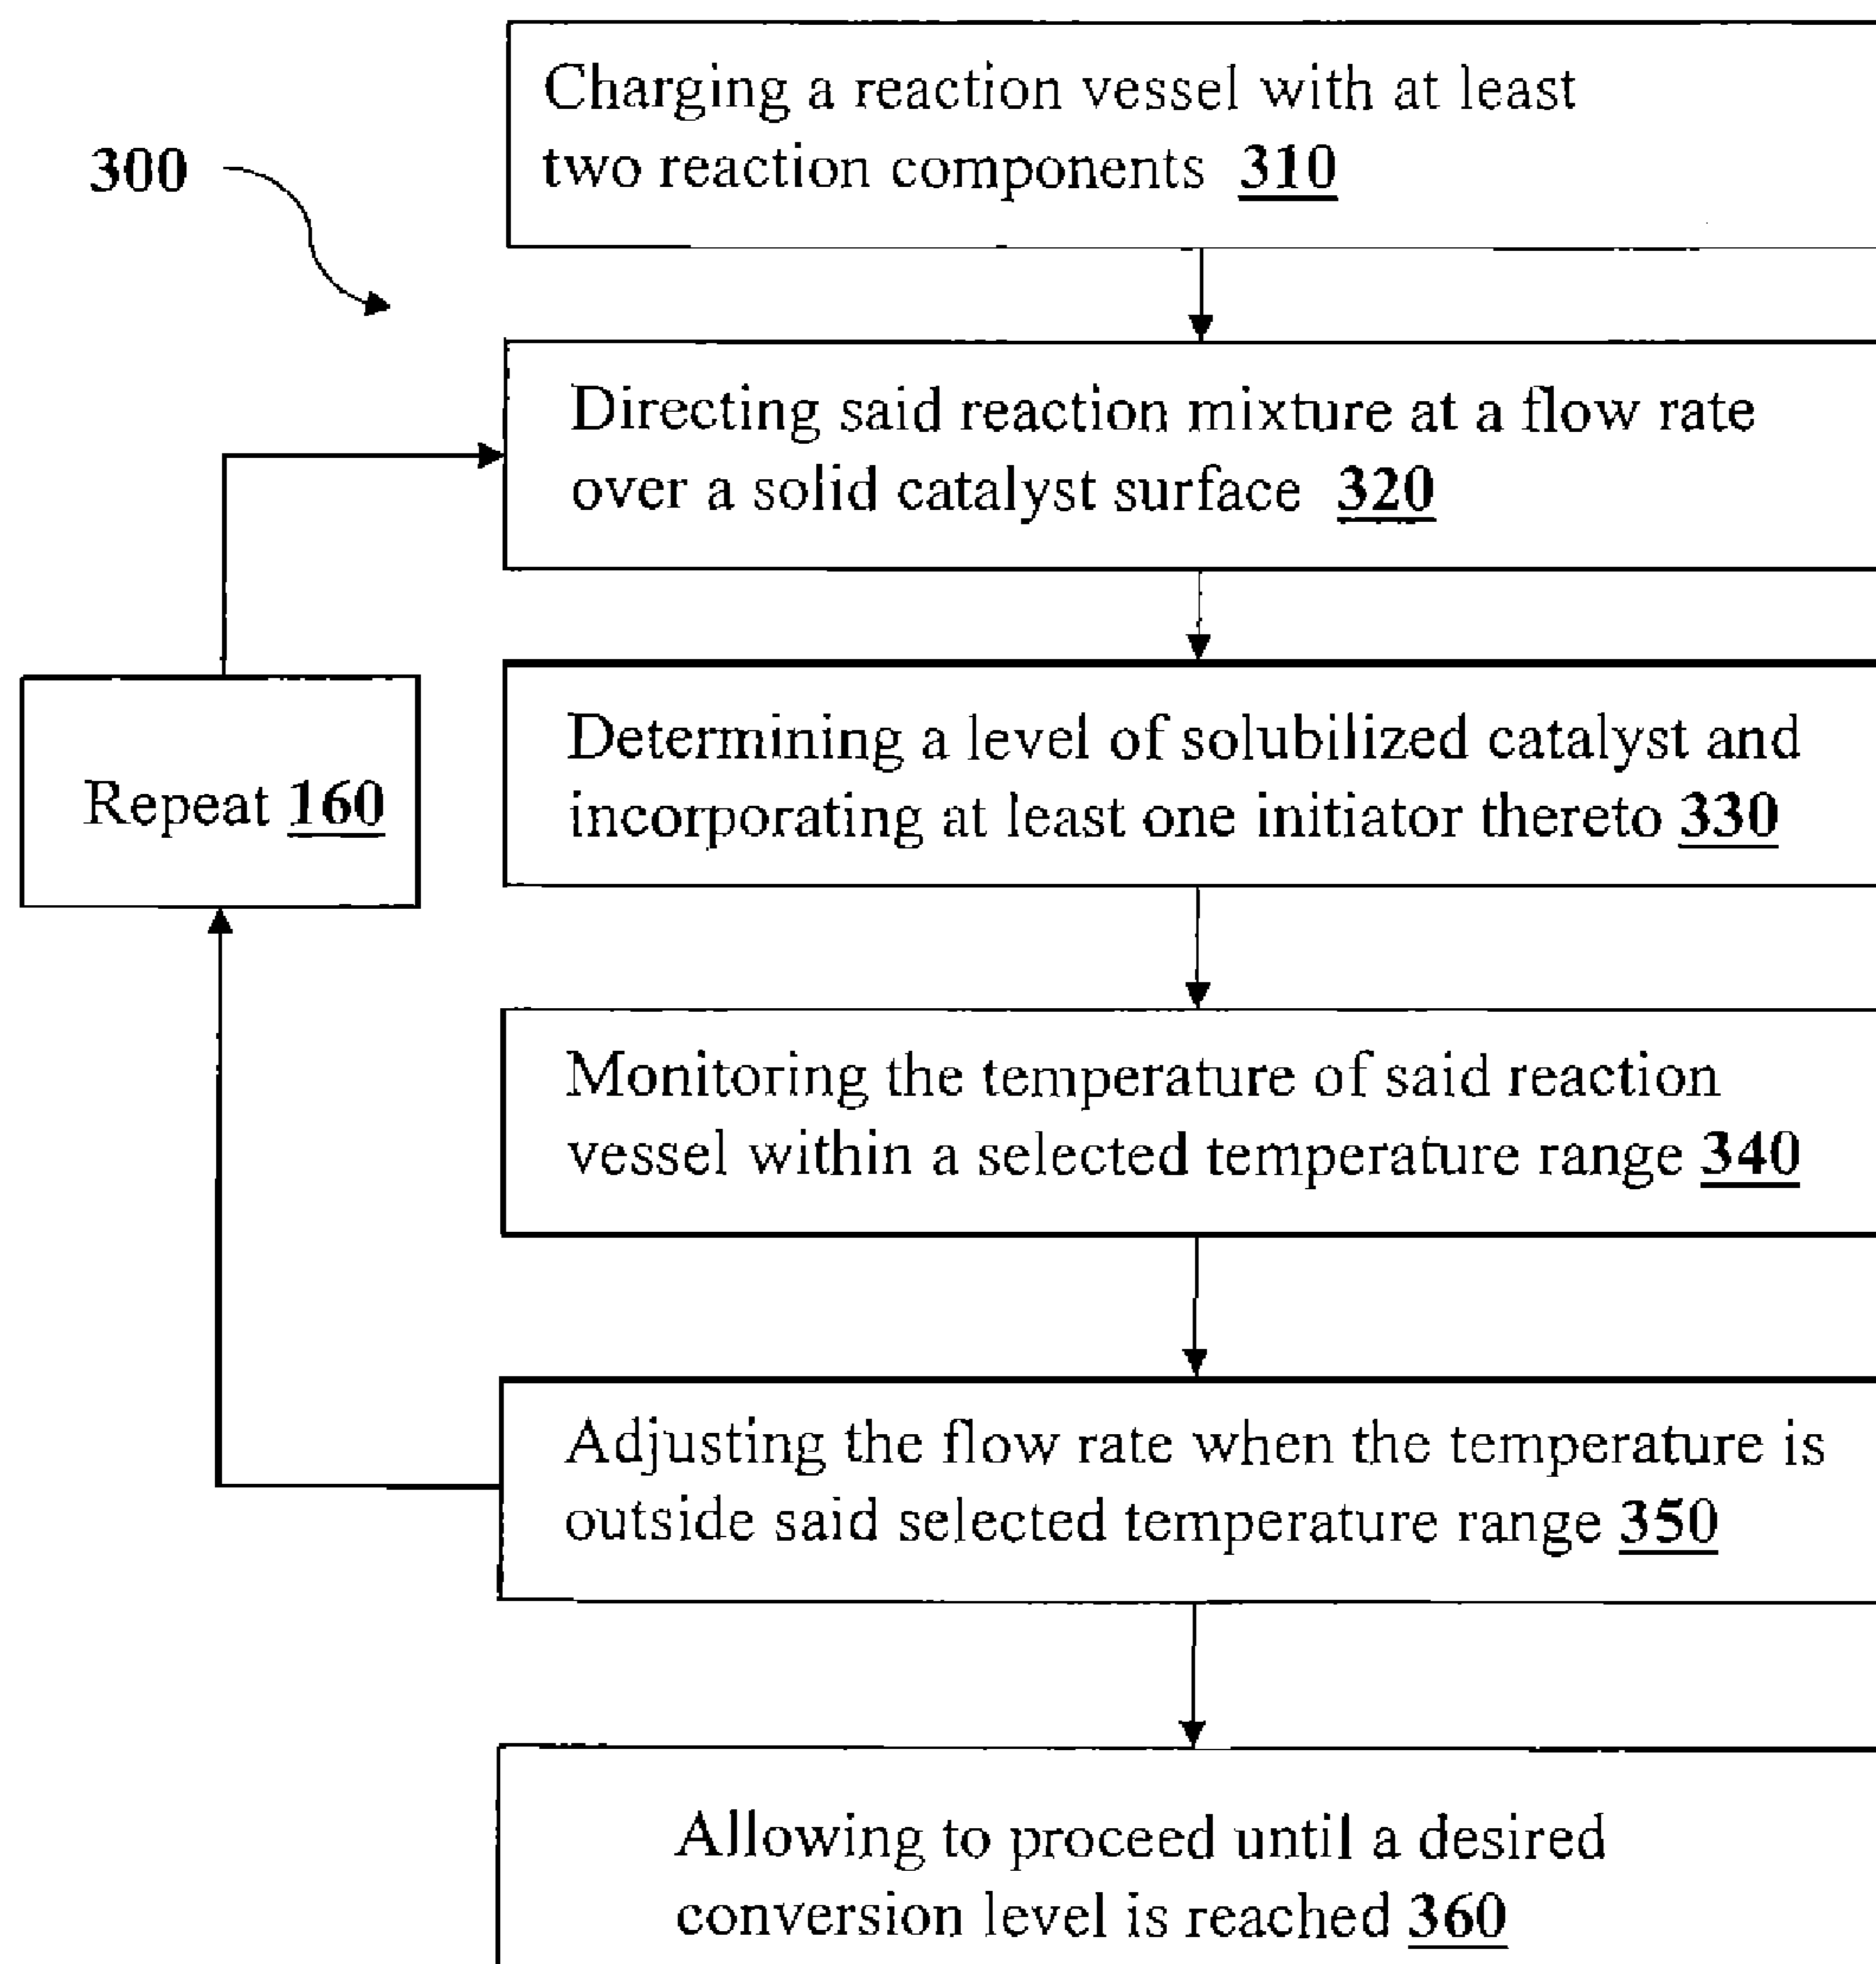 300
Charging a reaction vessel with at least
two reaction components 310
Directing said reaction mixture at a flow rate
over a solid catalyst surface 320
Determining a level of solubilized catalyst and
incorporating at least one initiator thereto 330
Repeat 160
Monitoring the temperature of said reaction
vessel within a selected temperature range 340
Adjusting the flow rate when the temperature is
outside said selected temperature range 350
Allowing to proceed until a desired
conversion level is reached 360